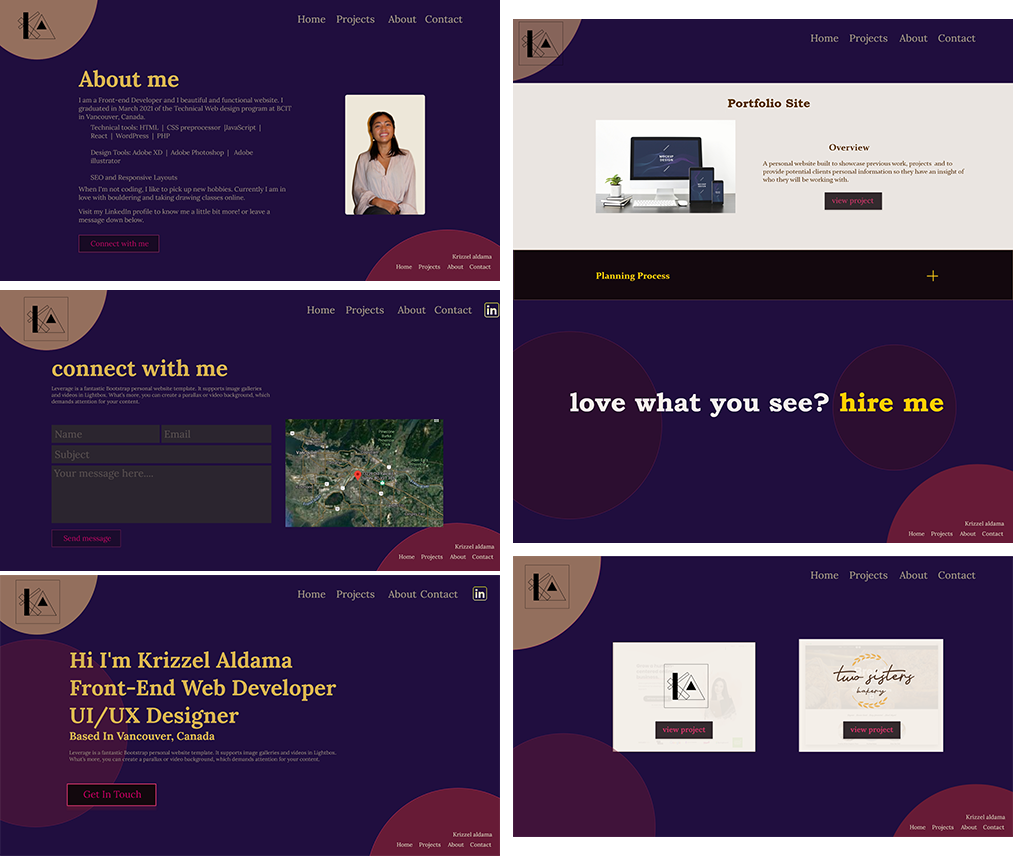 Home Projects About Contact
About me
I am a Front-end Developer and I beautiful and functional website. I
graduated in March 2021 of the Technical Web design program at BCIT
in Vancouver, Canada.
Technical tools: HTML | CSS preprocessor |JavaScript |
React | WordPress | PHP
Design Tools: Adobe XD | Adobe Photoshop | Adobe
illustrator
SEO and Responsive Layouts
When I'm not coding, I like to pick up new hobbies. Currently I am in
love with bouldering and taking drawing classes online.
Visit my LinkedIn profile to know me a little bit more! or leave a
message down below.
Connect with me
Krizzel aldama
Home Projects About Contact
Home Projects About Contact in
connect with me
Leverage is a fantastic Bootstrap personal website template. It supports image galleries
and videos in Lightbox. What's more, you can create a parallax or video background, which
demands attention for your content.
Name Email
Subject
Your message here....
Send message
Krizzel aldama
Home Projects About Contact
Home Projects About Contact in
Hi I'm Krizzel Aldama
Front-End Web Developer
UI/UX Designer
Based In Vancouver, Canada
Leverage is a fantastic Bootstrap personal website template. It supports image galleries and videos in Lightbox.
What's more, you can create a parallax or video background, which demands attention for your content.
Get In Touch
Krizzel aldama
Home Projects About Contact
Home Projects About Contact
Portfolio Site
MOCKUP
DESIGN
Overview
A personal website built to showcase previous work, projects and to
provide potential clients personal information so they have an insight of
who they will be working with.
view project
Planning Process
love what you see? hire me
Krizzel aldama
Home Projects About Contact
Home Projects About Contact
view project
two sisters
bakery
view project
Krizzel aldama
Home Projects About Contact